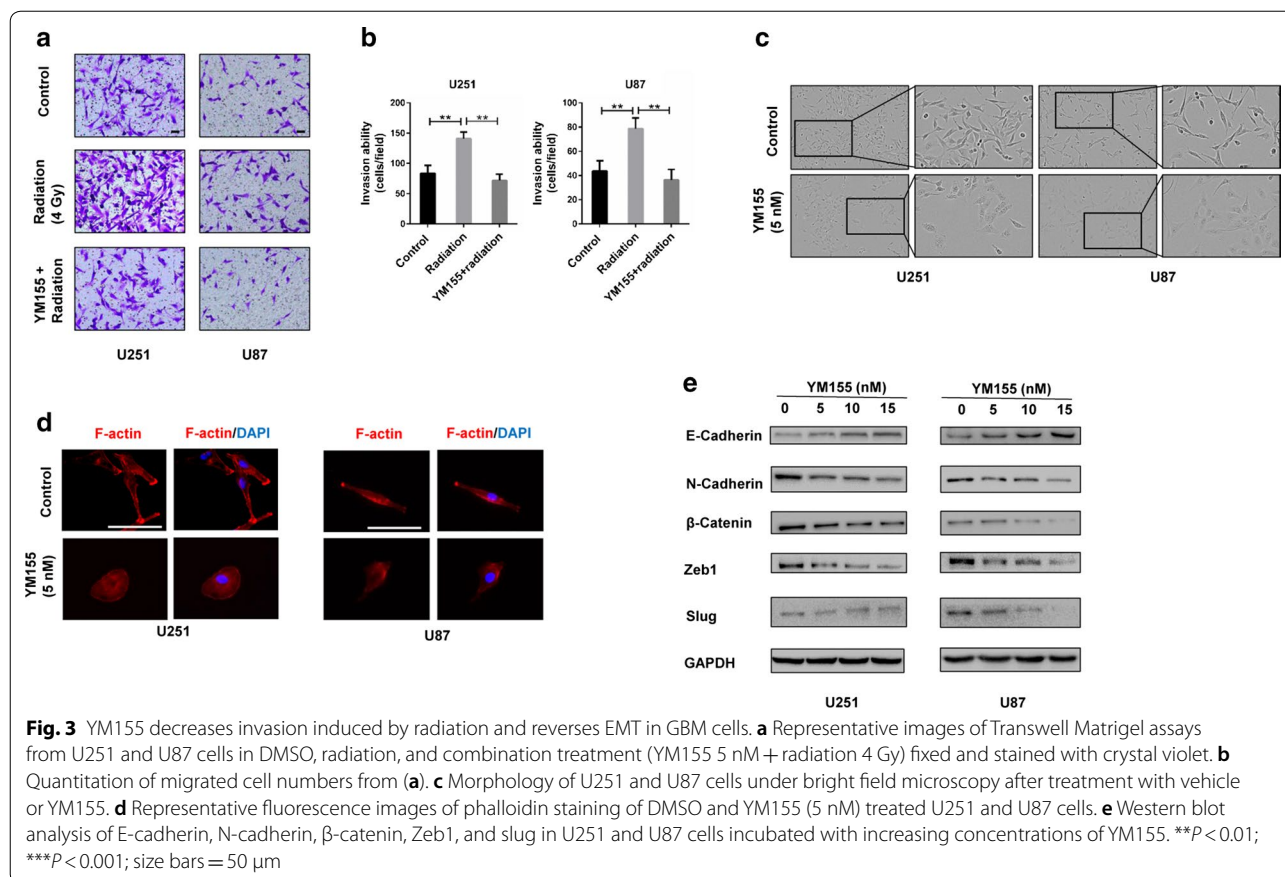 a
Control
Radiation
(4 Gy)
YM155 +
Radiation
U251
U87
b
U251
Invasion ability
(cells/field)
200
150
100
50
0
**
**
Control
Radiation
YM155+radiation
U87
Invasion ability
(cells/field)
100
80
60
40
20
0
**
**
Control
Radiation
YM155+radiation
c
Control
YM155
(5 nM)
U251
U87
d
F-actin
F-actin/DAPI
F-actin
F-actin/DAPI
Control
YM155
(5 nM)
U251
U87
e
YM155 (nM)
YM155 (nM)
0 5 10 15
0 5 10 15
E-Cadherin
N-Cadherin
β-Catenin
Zeb1
Slug
GAPDH
U251
U87
Fig. 3 YM155 decreases invasion induced by radiation and reverses EMT in GBM cells. a Representative images of Transwell Matrigel assays
from U251 and U87 cells in DMSO, radiation, and combination treatment (YM155 5 nM + radiation 4 Gy) fixed and stained with crystal violet. b
Quantitation of migrated cell numbers from (a). c Morphology of U251 and U87 cells under bright field microscopy after treatment with vehicle
or YM155. d Representative fluorescence images of phalloidin staining of DMSO and YM155 (5 nM) treated U251 and U87 cells. e Western blot
analysis of E-cadherin, N-cadherin, β-catenin, Zeb1, and slug in U251 and U87 cells incubated with increasing concentrations of YM155. **P < 0.01;
***P < 0.001; size bars = 50 μm